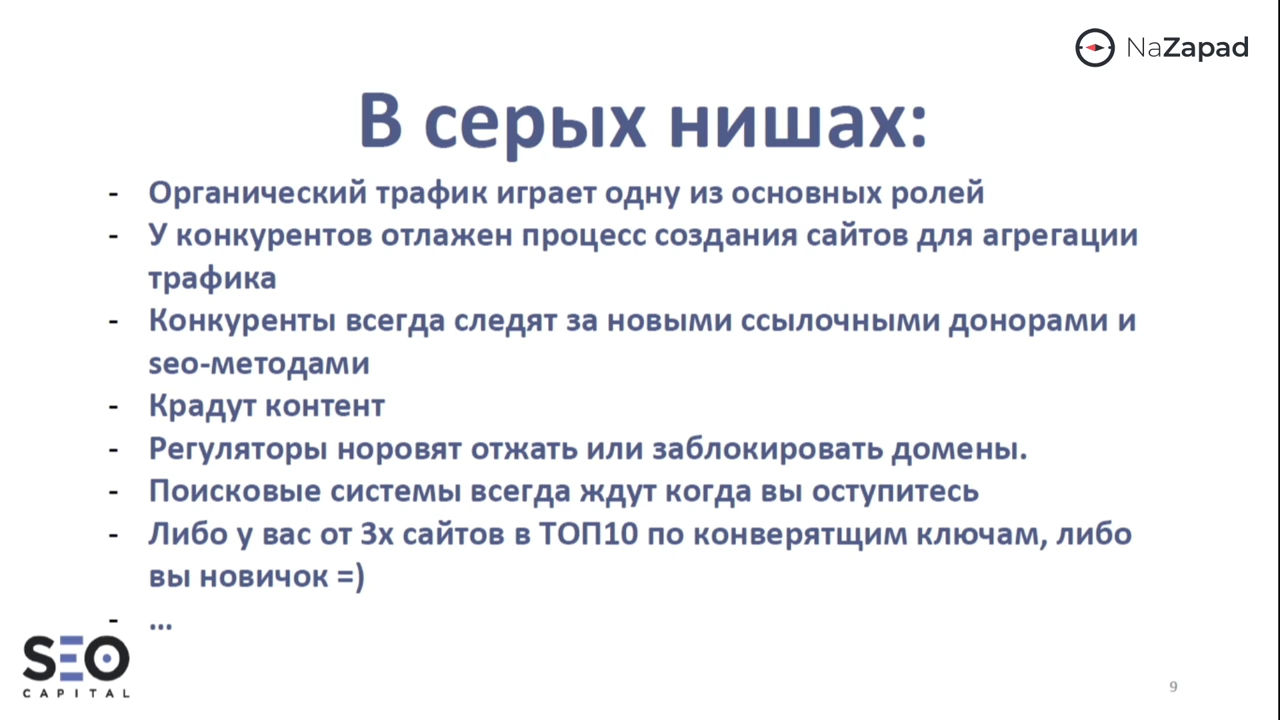 NaZapad
В серых нишах:
- Органический трафик играет одну из основных ролей
- У конкурентов отлажен процесс создания сайтов для агрегации
трафика
- Конкуренты всегда следят за новыми ссылочными донорами и
seo-методами
- Крадут контент
- Регуляторы норовят отжать или заблокировать домены.
- Поисковые системы всегда ждут когда вы оступитесь
- Либо у вас от 3х сайтов в ТОП10 по конверятщим ключам, либо
вы новичок =)
- ...
SEO
CAPITAL
9